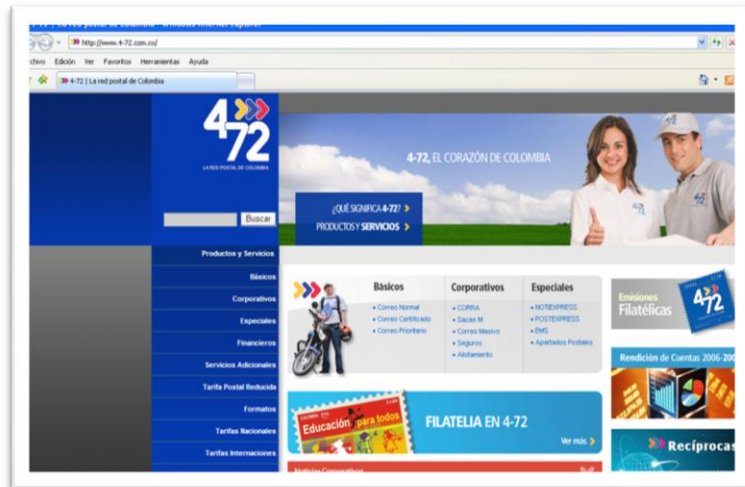 http://www.4-72.com.co/
Edición Ver Favoritos Herramientas Ayuda
4-72 | La red postal de Colombia
4-72
LA RED POSTAL DE COLOMBIA
Buscar
4-72, EL CORAZÓN DE COLOMBIA
¿QUÉ SIGNIFICA 4-72?
PRODUCTOS Y SERVICIOS
Productos y Servicios
Básicos
Corporativos
Especiales
Financieros
Servicios Adicionales
Tarifa Postal Reducida
Formatos
Tarifas Nacionales
Tarifas Internaciones
Básicos
Correo Normal
Correo Certificado
Correo Prioritario
Corporativos
CORRA
Sacas M
Correo Masivo
Seguros
Alistamiento
Especiales
NOTIEXPRESS
POSTEXPRESS
EMS
Apartados Postales
Emisiones
Filatélicas
4-72
Rendición de Cuentas 2006-200
Educación para todos
FILATELIA EN 4-72
Ver más
Recíprocas
Noticias Corporativas